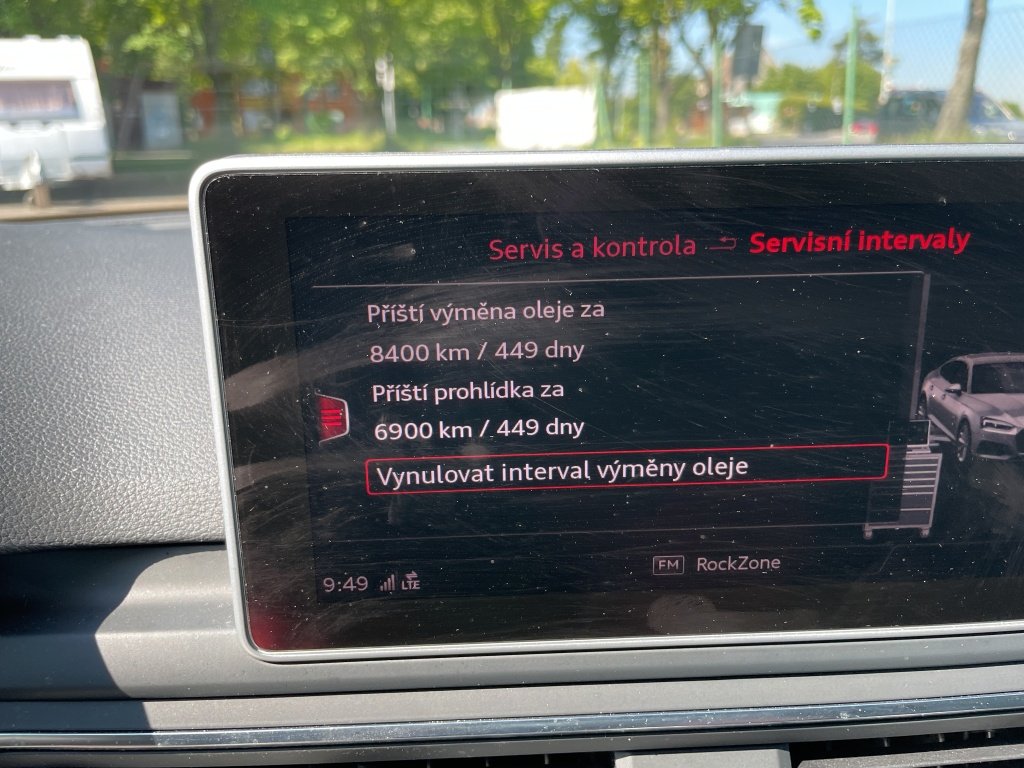 Servis a kontrola Servisní intervaly
Příští výměna oleje za
8400 km / 449 dny
Příští prohlídka za
6900 km / 449 dny
Vynulovat interval výměny oleje
FM RockZone
9:49 LTE